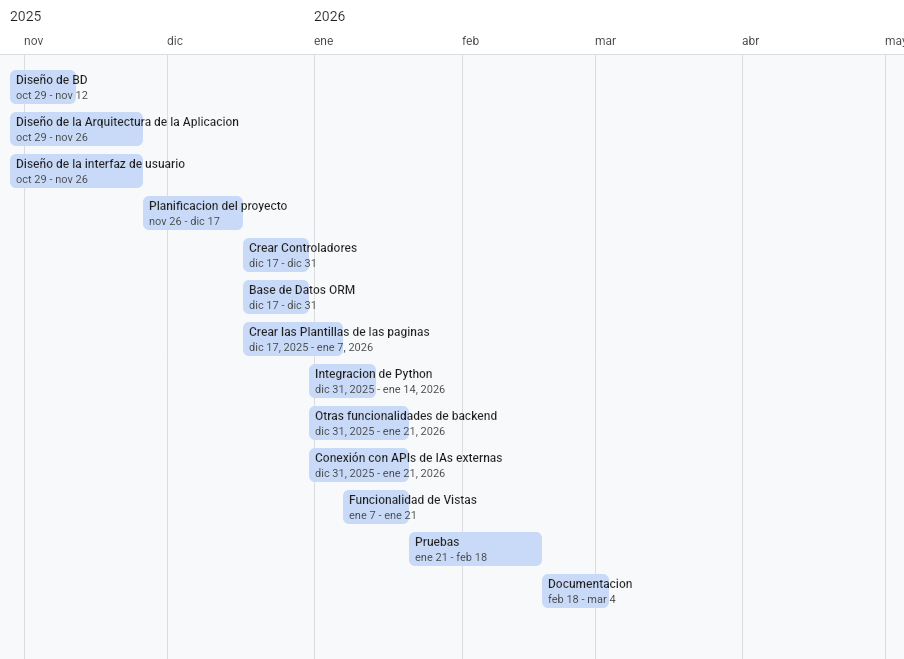 2025 2026
nov dic ene feb mar abr may
Diseño de BD
oct 29 - nov 12
Diseño de la Arquitectura de la Aplicacion
oct 29 - nov 26
Diseño de la interfaz de usuario
oct 29 - nov 26
Planificacion del proyecto
nov 26 - dic 17
Crear Controladores
dic 17 - dic 31
Base de Datos ORM
dic 17 - dic 31
Crear las Plantillas de las paginas
dic 17, 2025 - ene 7, 2026
Integracion de Python
dic 31, 2025 - ene 14, 2026
Otras funcionalidades de backend
dic 31, 2025 - ene 21, 2026
Conexión con APIs de IAs externas
dic 31, 2025 - ene 21, 2026
Funcionalidad de Vistas
ene 7 - ene 21
Pruebas
ene 21 - feb 18
Documentacion
feb 18 - mar 4